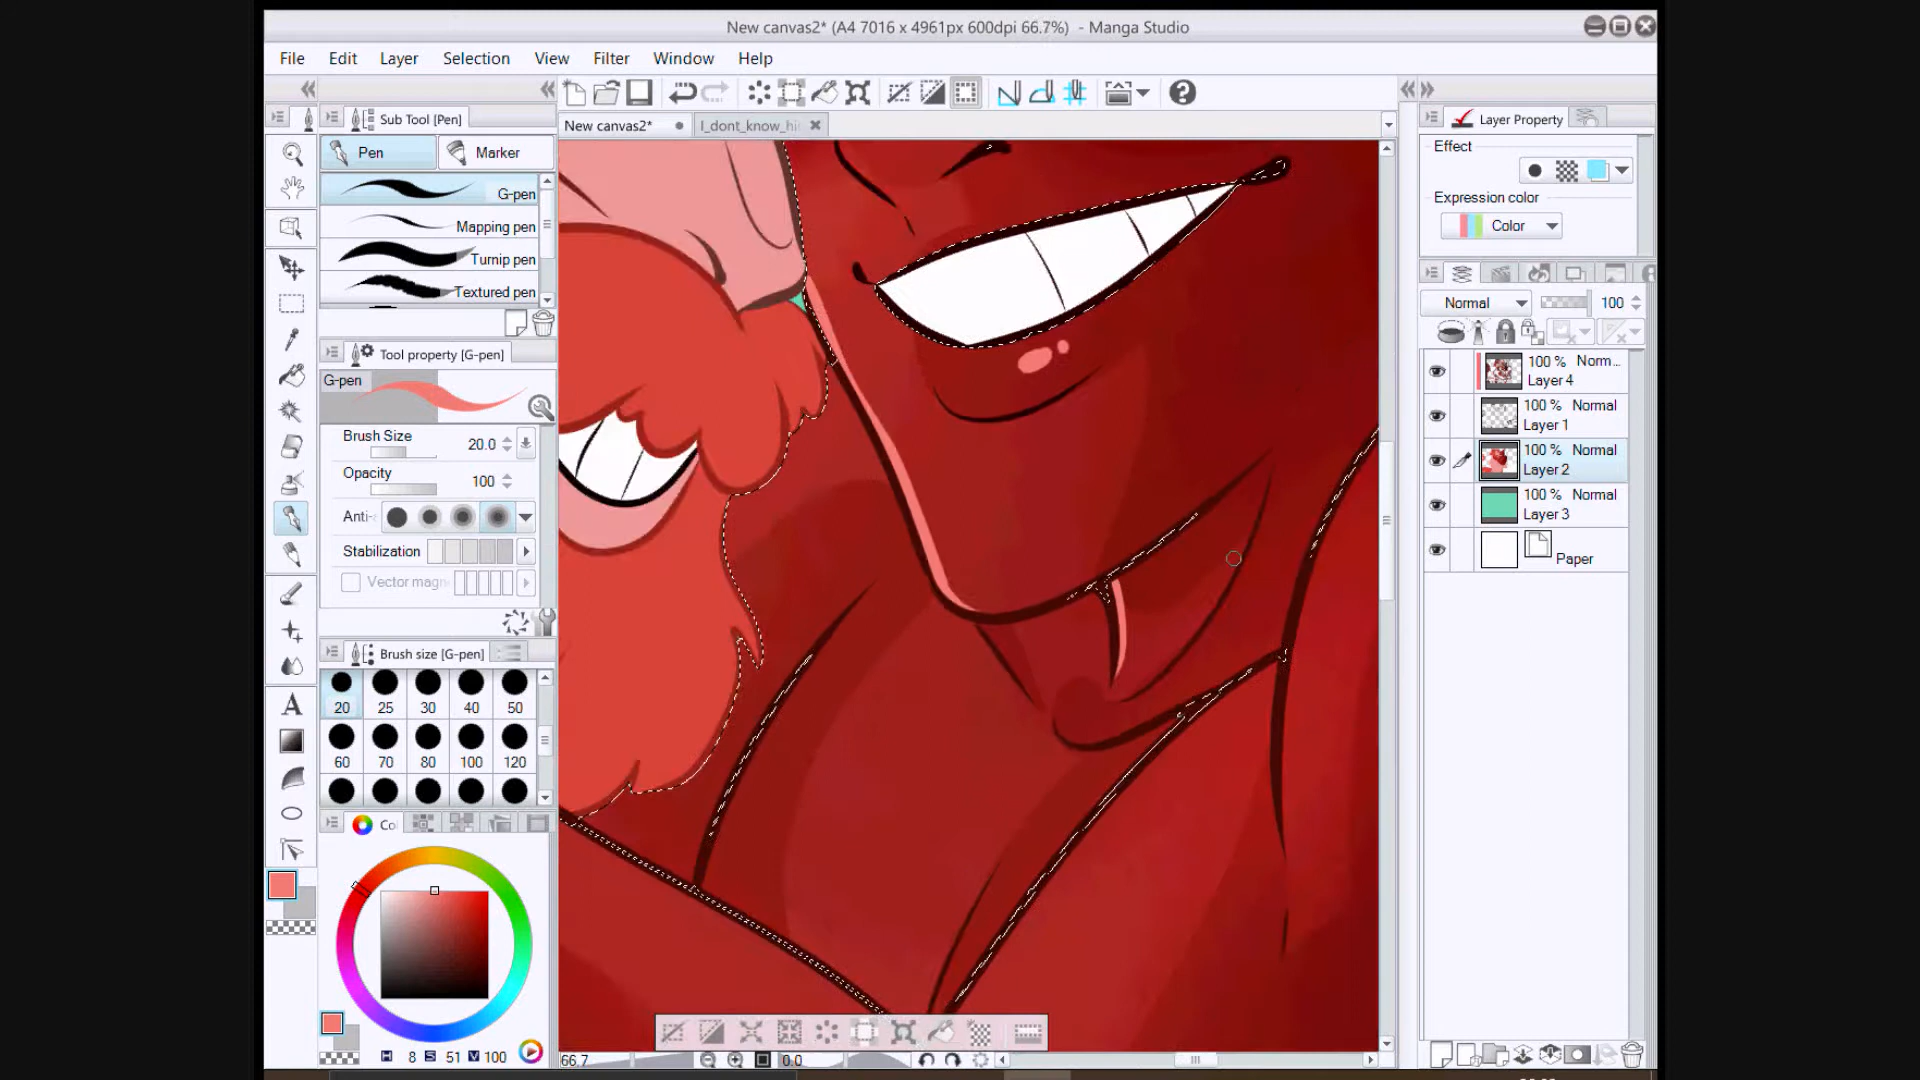 New canvas2* (A4 7016 x 4961px 600dpi 66.7%) - Manga Studio
File Edit Layer Selection View Window Help
Sub Tool [Pen]
Pen Marker
G-pen
Mapping pen
Turnip pen
Textured pen
Tool property [G-pen]
G-pen
Brush Size 20.0
Opacity 100
Anti-
Stabilization
Vector magn
Brush size [G-pen]
20 25 30 40 50
60 70 80 100 120
Co
H 8 S 51 V 100
New canvas2* I_dont_know_hi
66.7 0.0
Layer Property
Effect
Expression color
Color
Normal 100
100 % Norm...
Layer 4
100 % Normal
Layer 1
100 % Normal
Layer 2
100 % Normal
Layer 3
Paper